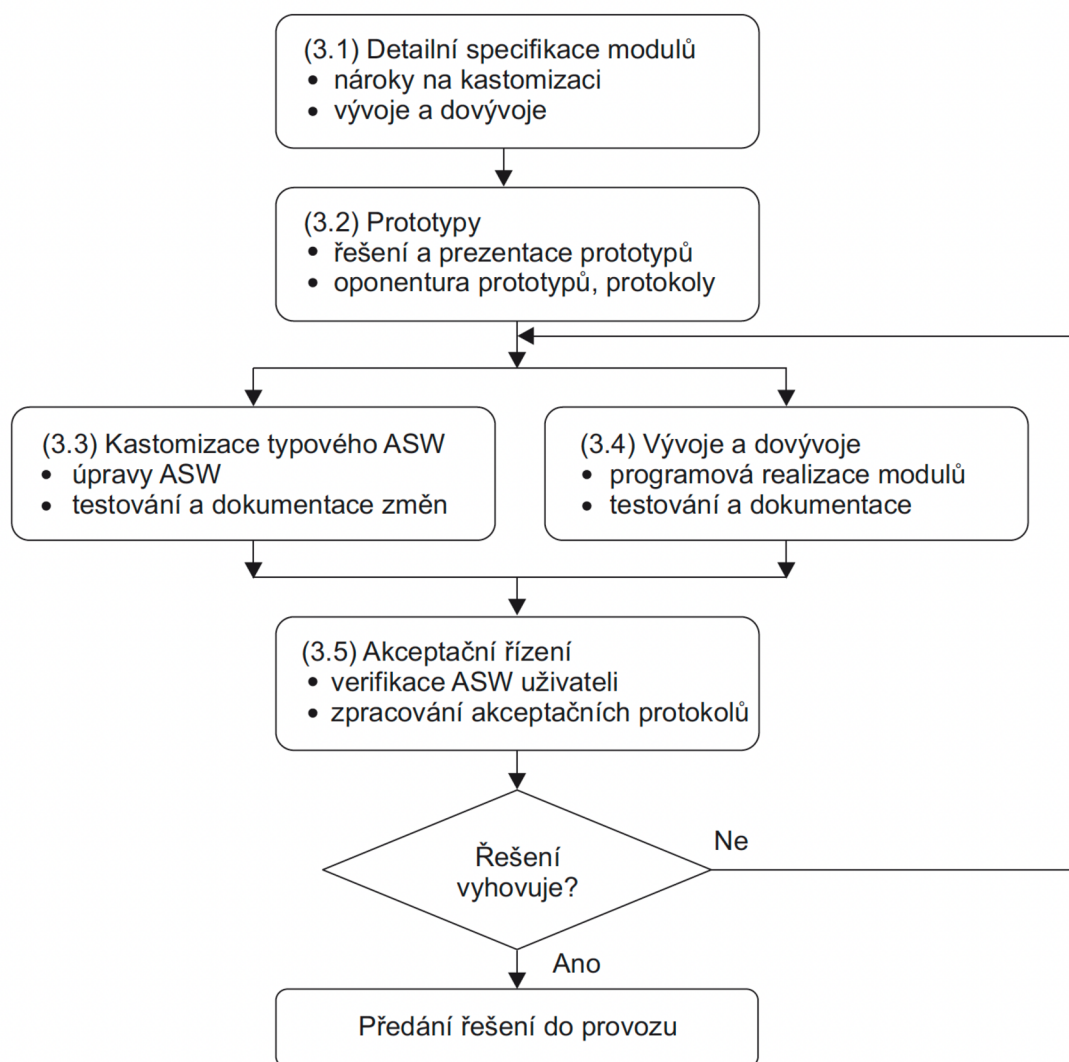 (3.1) Detailní specifikace modulů
• nároky na kastomizaci
• vývoje a dovývoje
(3.2) Prototypy
• řešení a prezentace prototypů
• oponentura prototypů, protokoly
(3.3) Kastomizace typového ASW
• úpravy ASW
• testování a dokumentace změn
(3.4) Vývoje a dovývoje
• programová realizace modulů
• testování a dokumentace
(3.5) Akceptační řízení
• verifikace ASW uživateli
• zpracování akceptačních protokolů
Řešení
vyhovuje?
Ne
Ano
Předání řešení do provozu